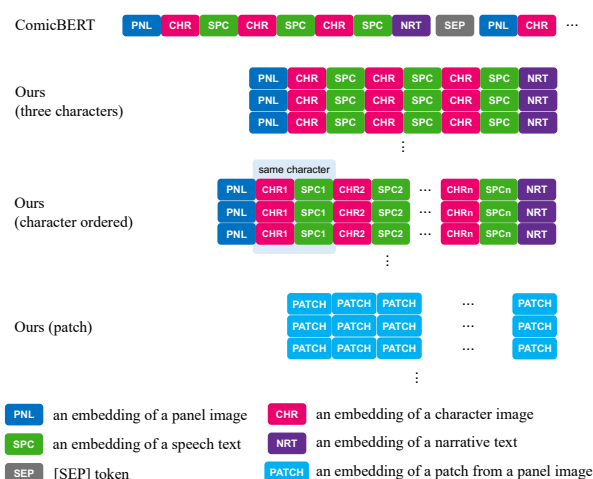 ComicBERT PNL CHR SPC CHR SPC CHR SPC NRT SEP PNL CHR ...
Ours
(three characters)
PNL CHR SPC CHR SPC CHR SPC NRT
PNL CHR SPC CHR SPC CHR SPC NRT
PNL CHR SPC CHR SPC CHR SPC NRT
⋮
same character
Ours
(character ordered)
PNL CHR1 SPC1 CHR2 SPC2 ... CHRn SPCn NRT
PNL CHR1 SPC1 CHR2 SPC2 ... CHRn SPCn NRT
PNL CHR1 SPC1 CHR2 SPC2 ... CHRn SPCn NRT
⋮
Ours (patch)
PATCH PATCH PATCH ... PATCH
PATCH PATCH PATCH ... PATCH
PATCH PATCH PATCH ... PATCH
⋮
PNL an embedding of a panel image
CHR an embedding of a character image
SPC an embedding of a speech text
NRT an embedding of a narrative text
SEP [SEP] token
PATCH an embedding of a patch from a panel image